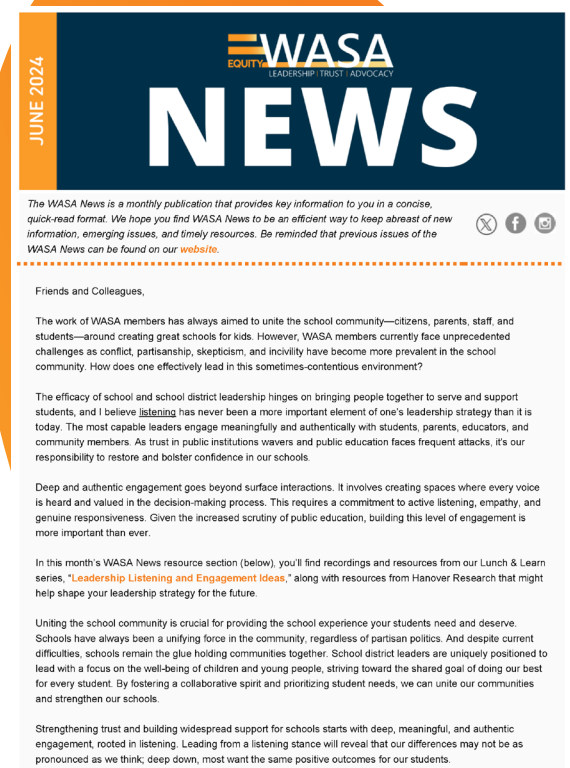 JUNE 2024
EQUITY WASA
LEADERSHIP | TRUST | ADVOCACY
NEWS
The WASA News is a monthly publication that provides key information to you in a concise,
quick-read format. We hope you find WASA News to be an efficient way to keep abreast of new
information, emerging issues, and timely resources. Be reminded that previous issues of the
WASA News can be found on our website.
Friends and Colleagues,
The work of WASA members has always aimed to unite the school community—citizens, parents, staff, and
students—around creating great schools for kids. However, WASA members currently face unprecedented
challenges as conflict, partisanship, skepticism, and incivility have become more prevalent in the school
community. How does one effectively lead in this sometimes-contentious environment?
The efficacy of school and school district leadership hinges on bringing people together to serve and support
students, and I believe listening has never been a more important element of one's leadership strategy than it is
today. The most capable leaders engage meaningfully and authentically with students, parents, educators, and
community members. As trust in public institutions wavers and public education faces frequent attacks, it's our
responsibility to restore and bolster confidence in our schools.
Deep and authentic engagement goes beyond surface interactions. It involves creating spaces where every voice
is heard and valued in the decision-making process. This requires a commitment to active listening, empathy, and
genuine responsiveness. Given the increased scrutiny of public education, building this level of engagement is
more important than ever.
In this month's WASA News resource section (below), you'll find recordings and resources from our Lunch & Learn
series, "Leadership Listening and Engagement Ideas," along with resources from Hanover Research that might
help shape your leadership strategy for the future.
Uniting the school community is crucial for providing the school experience your students need and deserve.
Schools have always been a unifying force in the community, regardless of partisan politics. And despite current
difficulties, schools remain the glue holding communities together. School district leaders are uniquely positioned to
lead with a focus on the well-being of children and young people, striving toward the shared goal of doing our best
for every student. By fostering a collaborative spirit and prioritizing student needs, we can unite our communities
and strengthen our schools.
Strengthening trust and building widespread support for schools starts with deep, meaningful, and authentic
engagement, rooted in listening. Leading from a listening stance will reveal that our differences may not be as
pronounced as we think; deep down, most want the same positive outcomes for our students.